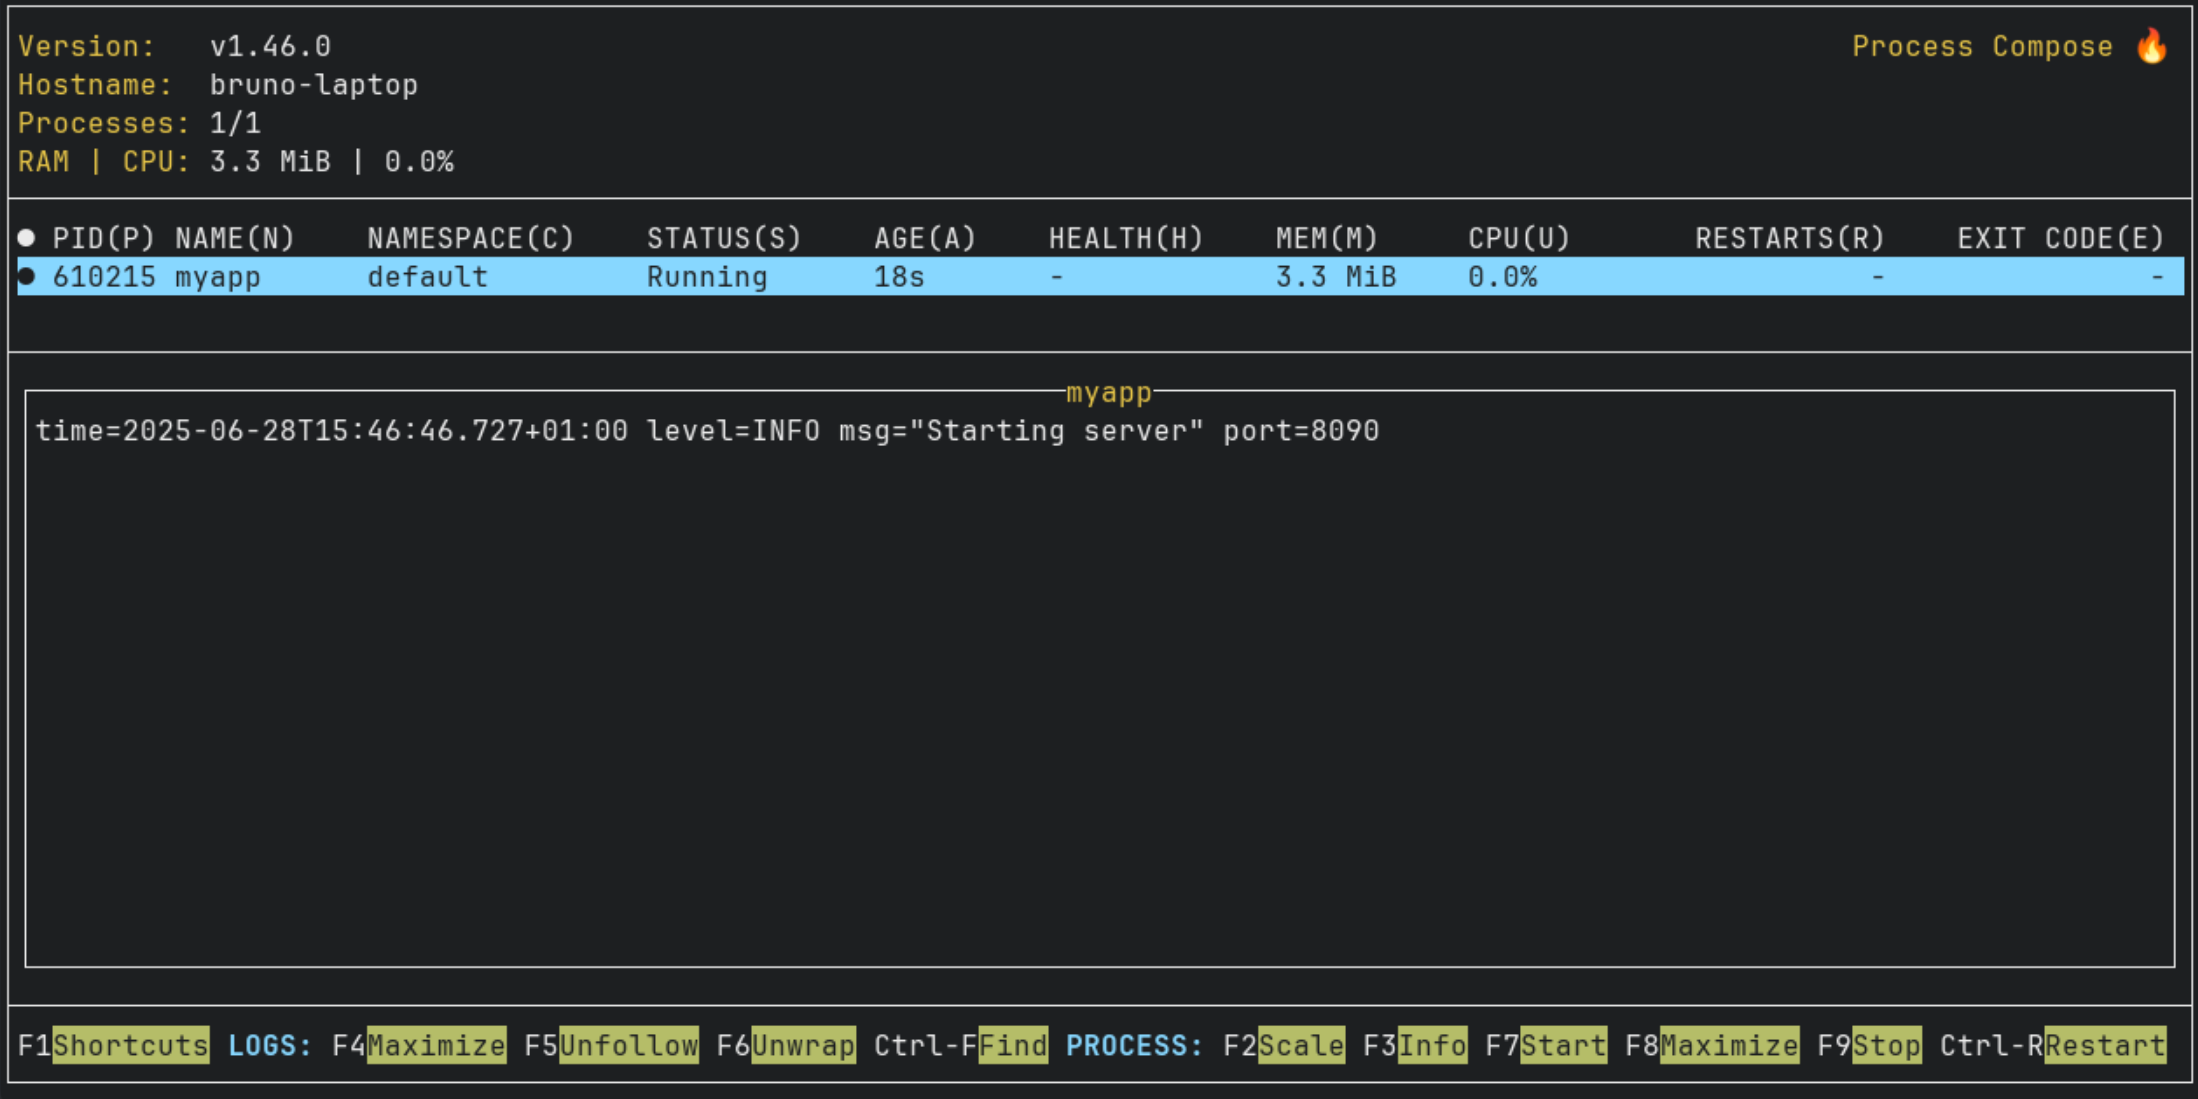 Version: v1.46.0 Process Compose 🔥
Hostname: bruno-laptop
Processes: 1/1
RAM | CPU: 3.3 MiB | 0.0%
● PID(P) NAME(N) NAMESPACE(C) STATUS(S) AGE(A) HEALTH(H) MEM(M) CPU(U) RESTARTS(R) EXIT CODE(E)
● 610215 myapp default Running 18s - 3.3 MiB 0.0% - -
myapp
time=2025-06-28T15:46:46.727+01:00 level=INFO msg="Starting server" port=8090
F1Shortcuts LOGS: F4Maximize F5Unfollow F6Unwrap Ctrl-FFind PROCESS: F2Scale F3Info F7Start F8Maximize F9Stop Ctrl-RRestart